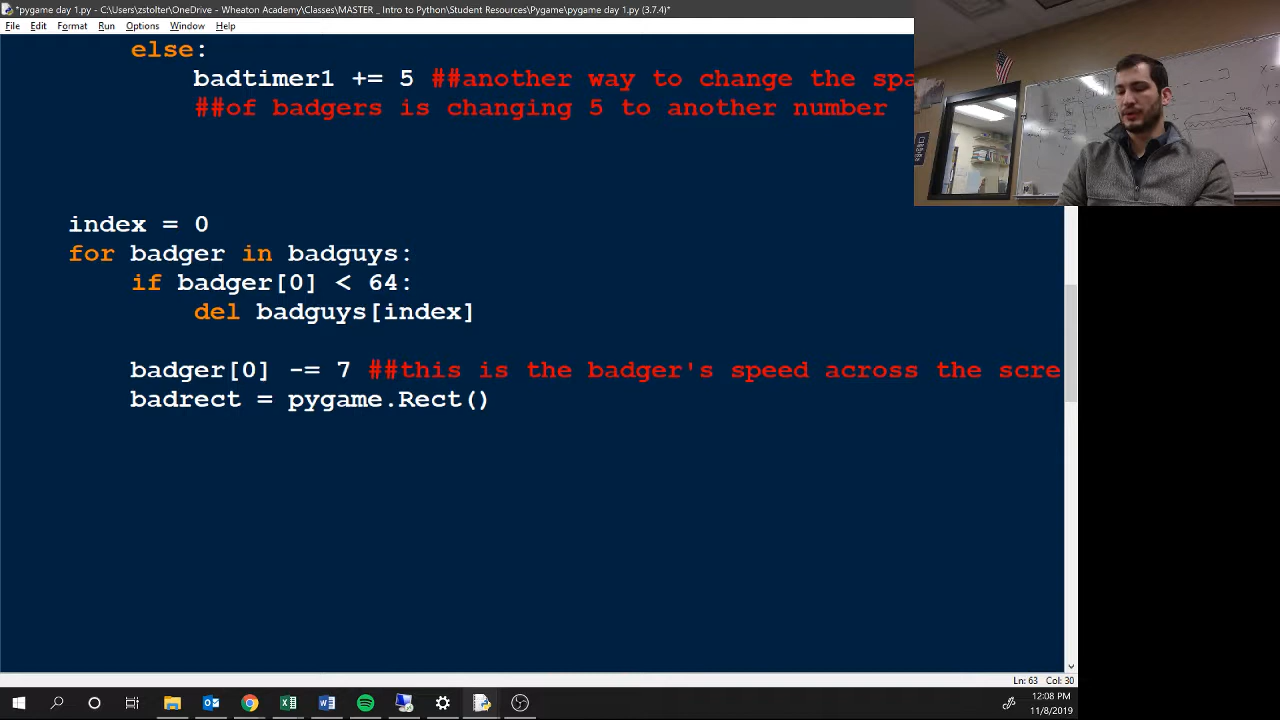 *pygame day 1.py - C:\Users\zstolter\OneDrive - Wheaton Academy\Classes\MASTER _ Intro to Python\Student Resources\Pygame\pygame day 1.py (3.7.4)*
File Edit Format Run Options Window Help
else:
badtimer1 += 5 ##another way to change the spa
##of badgers is changing 5 to another number
index = 0
for badger in badguys:
if badger[0] < 64:
del badguys[index]
badger[0] -= 7 ##this is the badger's speed across the scre
badrect = pygame.Rect()
Ln: 63 Col: 30
12:08 PM
11/8/2019